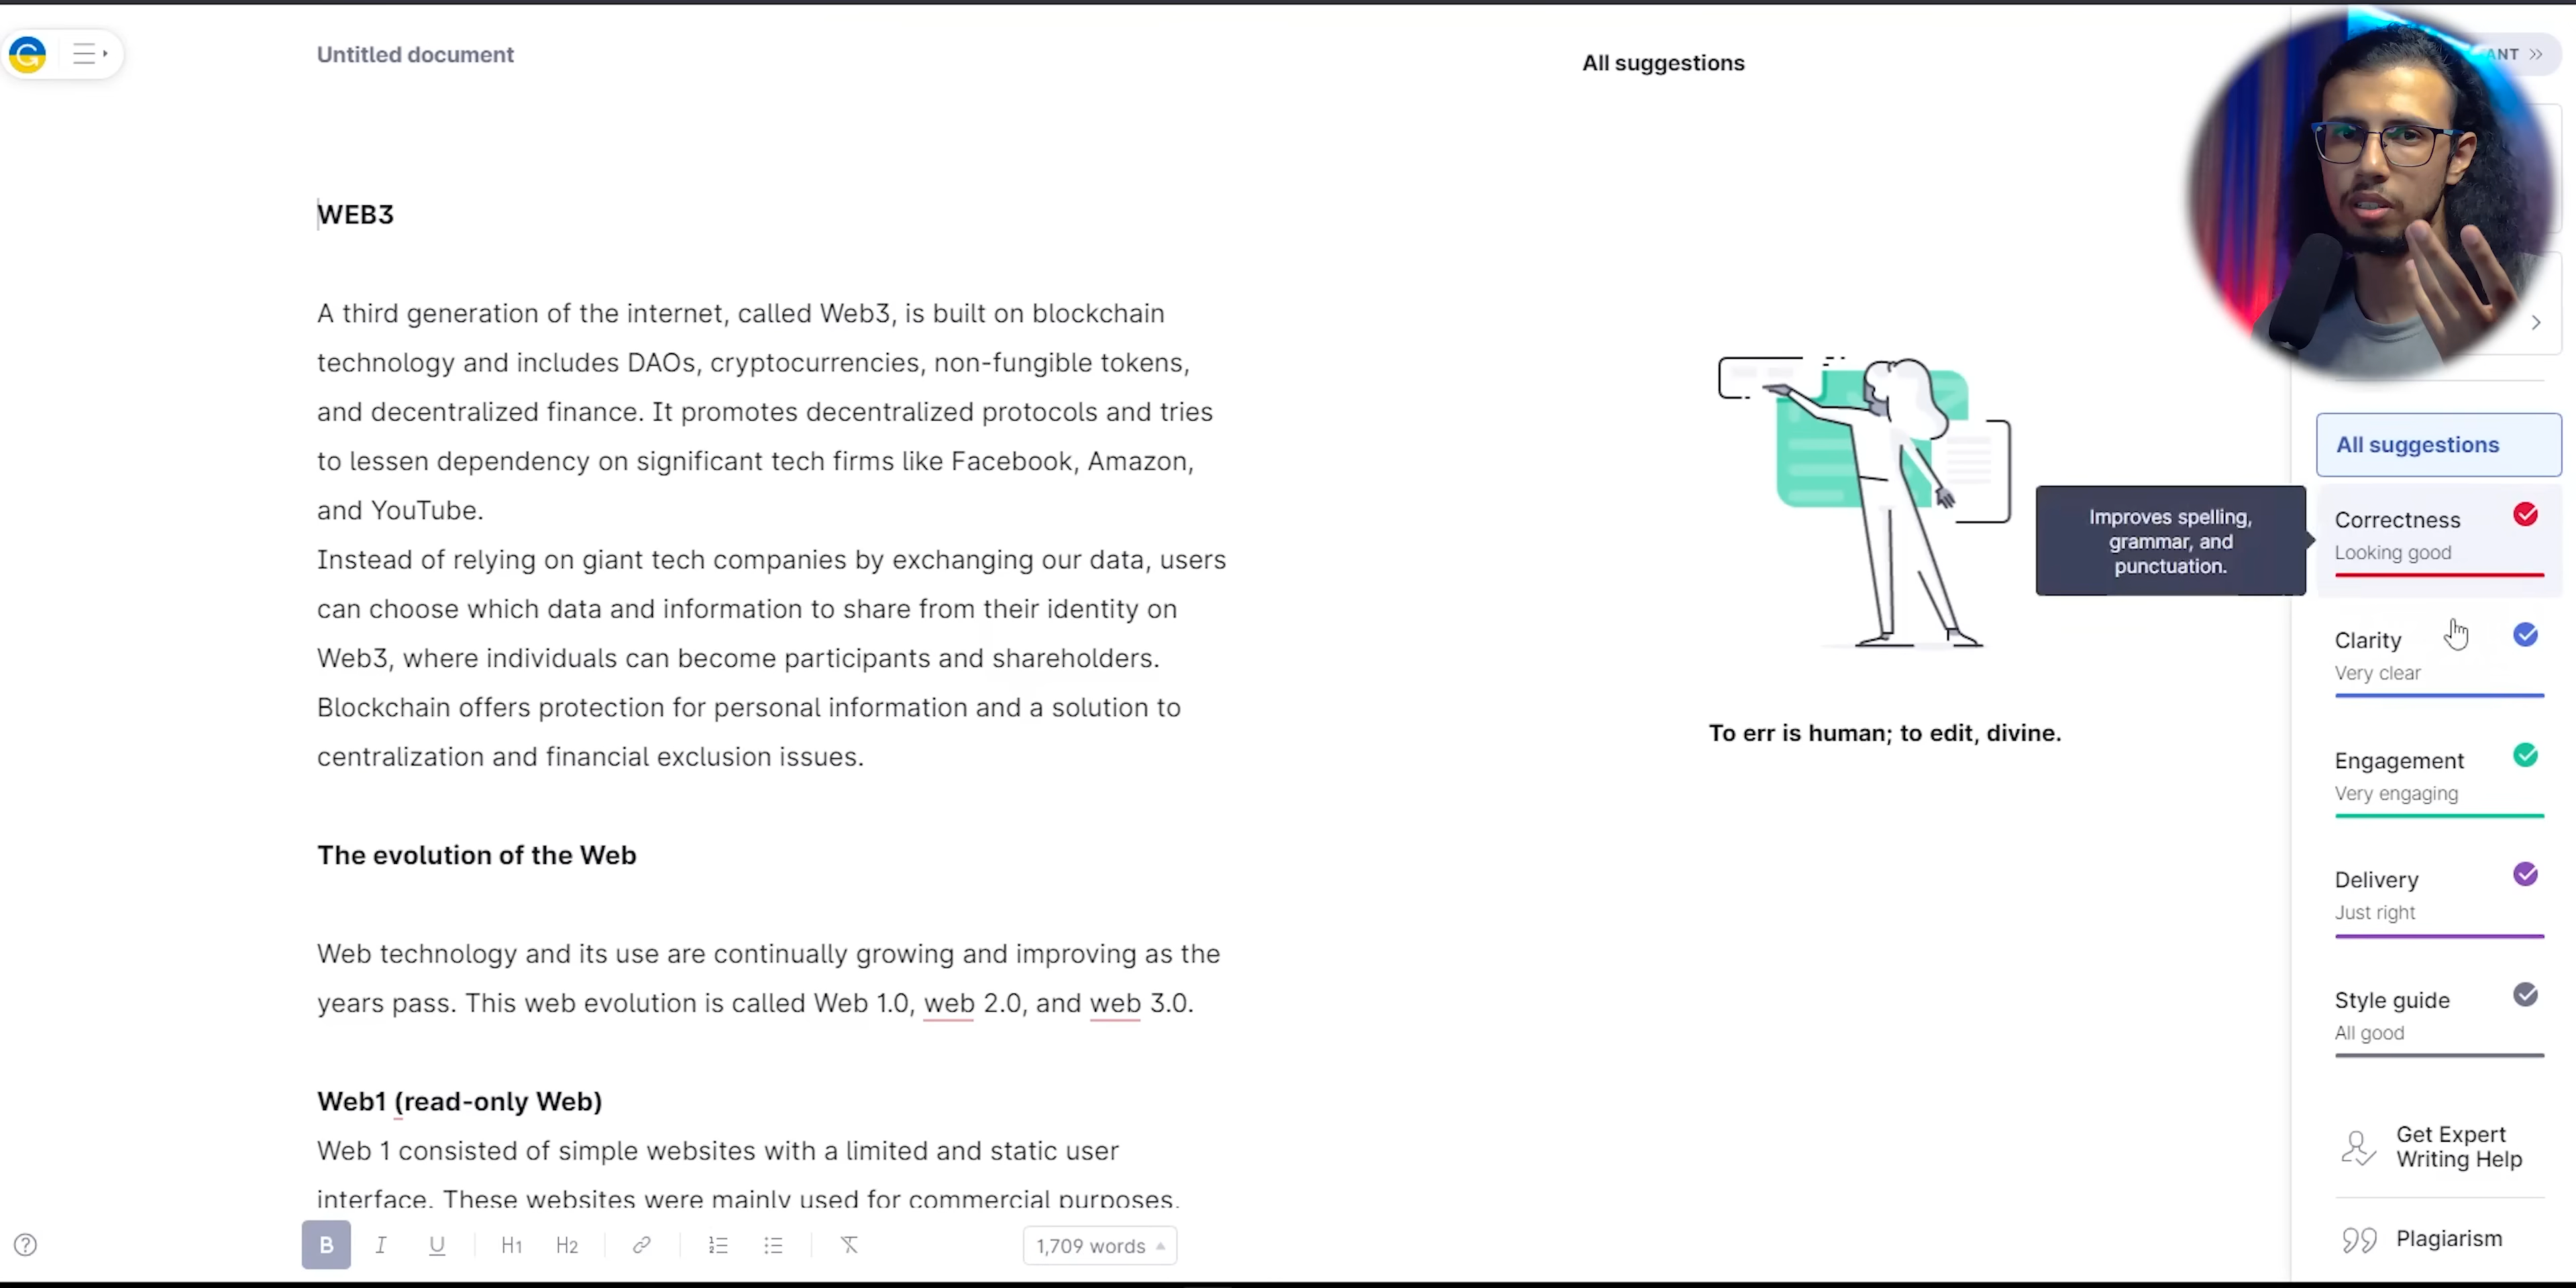 Untitled document
All suggestions
ANT
WEB3
A third generation of the internet, called Web3, is built on blockchain
technology and includes DAOs, cryptocurrencies, non-fungible tokens,
and decentralized finance. It promotes decentralized protocols and tries
to lessen dependency on significant tech firms like Facebook, Amazon,
and YouTube.
Instead of relying on giant tech companies by exchanging our data, users
can choose which data and information to share from their identity on
Web3, where individuals can become participants and shareholders.
Blockchain offers protection for personal information and a solution to
centralization and financial exclusion issues.
The evolution of the Web
Web technology and its use are continually growing and improving as the
years pass. This web evolution is called Web 1.0, web 2.0, and web 3.0.
Web1 (read-only Web)
Web 1 consisted of simple websites with a limited and static user
interface. These websites were mainly used for commercial purposes.
B I U H1 H2
1,709 words
To err is human; to edit, divine.
Improves spelling,
grammar, and
punctuation.
All suggestions
Correctness
Looking good
Clarity
Very clear
Engagement
Very engaging
Delivery
Just right
Style guide
All good
Get Expert
Writing Help
Plagiarism